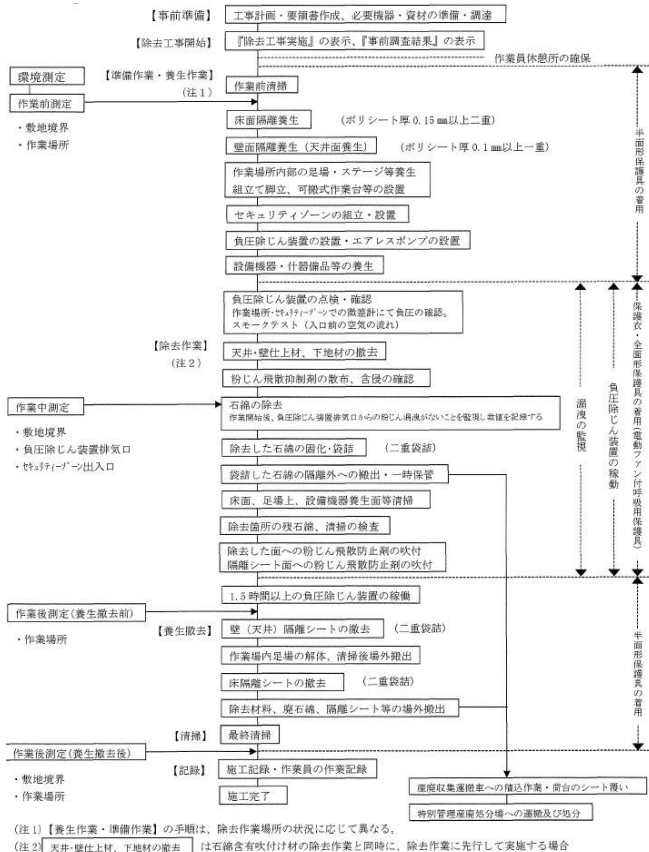 【事前準備】 工事計画・要領書作成、必要機器・資材の準備・調達
【除去工事開始】 『除去工事実施』の表示、『事前調査結果』の表示
作業員休憩所の確保
環境測定
【準備作業・養生作業】
(注1)
作業前清掃
作業前測定
・敷地境界
・作業場所
床面隔離養生 (ポリシート厚0.15㎜以上二重)
壁面隔離養生(天井面養生) (ポリシート厚0.1㎜以上一重)
作業場所内部の足場・ステージ等養生
組立て脚立、可搬式作業台等の設置
セキュリティゾーンの組立・設置
負圧除じん装置の設置・エアレスポンプの設置
設備機器・什器備品等の養生
半面形保護具の着用
負圧除じん装置の点検・確認
作業場所・セキュリティーゾーンでの微差計にて負圧の確認。
スモークテスト(入口前の空気の流れ)
【除去作業】
(注2)
天井・壁仕上材、下地材の撤去
粉じん飛散抑制剤の散布、含侵の確認
作業中測定
・敷地境界
・負圧除じん装置排気口
・セキュリティーゾーン出入口
石綿の除去
作業開始後、負圧除じん装置排気口からの粉じん漏洩がないことを監視し数値を記録する
除去した石綿の固化・袋詰 (二重袋詰)
袋詰した石綿の隔離外への搬出・一時保管
床面、足場上、設備機器養生面等清掃
除去箇所の残石綿、清掃の検査
除去した面への粉じん飛散防止剤の吹付
隔離シート面への粉じん飛散防止剤の吹付
漏洩の監視
負圧除じん装置の稼働
保護衣・全面形保護具の着用(電動ファン付呼吸用保護具)
1.5時間以上の負圧除じん装置の稼働
作業後測定(養生撤去前)
・作業場所
【養生撤去】 壁(天井)隔離シートの撤去 (二重袋詰)
作業場内足場の解体、清掃後場外搬出
床隔離シートの撤去 (二重袋詰)
除去材料、廃石綿、隔離シート等の場外搬出
半面形保護具の着用
【清掃】 最終清掃
作業後測定(養生撤去後)
・敷地境界
・作業場所
【記録】 施工記録・作業員の作業記録
施工完了
産廃収集運搬車への積込作業・荷台のシート覆い
特別管理産廃処分場への運搬及び処分
(注1)【養生作業・準備作業】の手順は、除去作業場所の状況に応じて異なる。
(注2) 天井・壁仕上材、下地材の撤去 は石綿含有吹付け材の除去作業と同時に、除去作業に先行して実施する場合